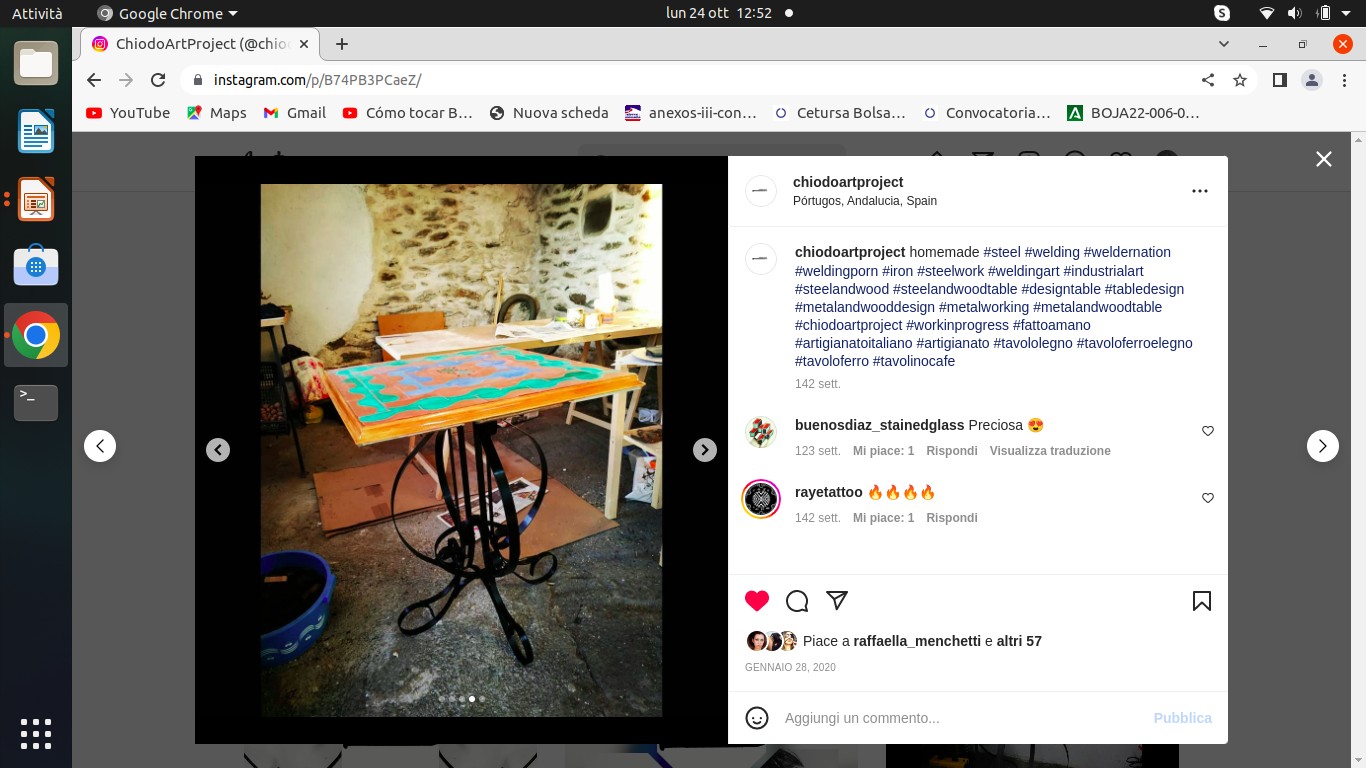 Attività
Google Chrome
lun 24 ott 12:52
ChiodoArtProject (@chio
instagram.com/p/B74PB3PCaeZ/
YouTube
Maps
Gmail
Cómo tocar B…
Nuova scheda
anexos-iii-con…
Cetursa Bolsa…
Convocatoria…
BOJA22-006-0…
chiodoartproject
Pórtugos, Andalucia, Spain
chiodoartproject homemade #steel #welding #weldernation
#weldingporn #iron #steelwork #weldingart #industrialart
#steelandwood #steelandwoodtable #designtable #tabledesign
#metalandwooddesign #metalworking #metalandwoodtable
#chiodoartproject #workinprogress #fattoamano
#artigianatoitaliano #artigianato #tavololegno #tavoloferroelegno
#tavoloferro #tavolinocafe
142 sett.
buenosdiaz_stainedglass Preciosa 😍
123 sett. Mi piace: 1 Rispondi Visualizza traduzione
rayetattoo 🔥🔥🔥🔥
142 sett. Mi piace: 1 Rispondi
Piace a raffaella_menchetti e altri 57
GENNAIO 28, 2020
Aggiungi un commento...
Pubblica